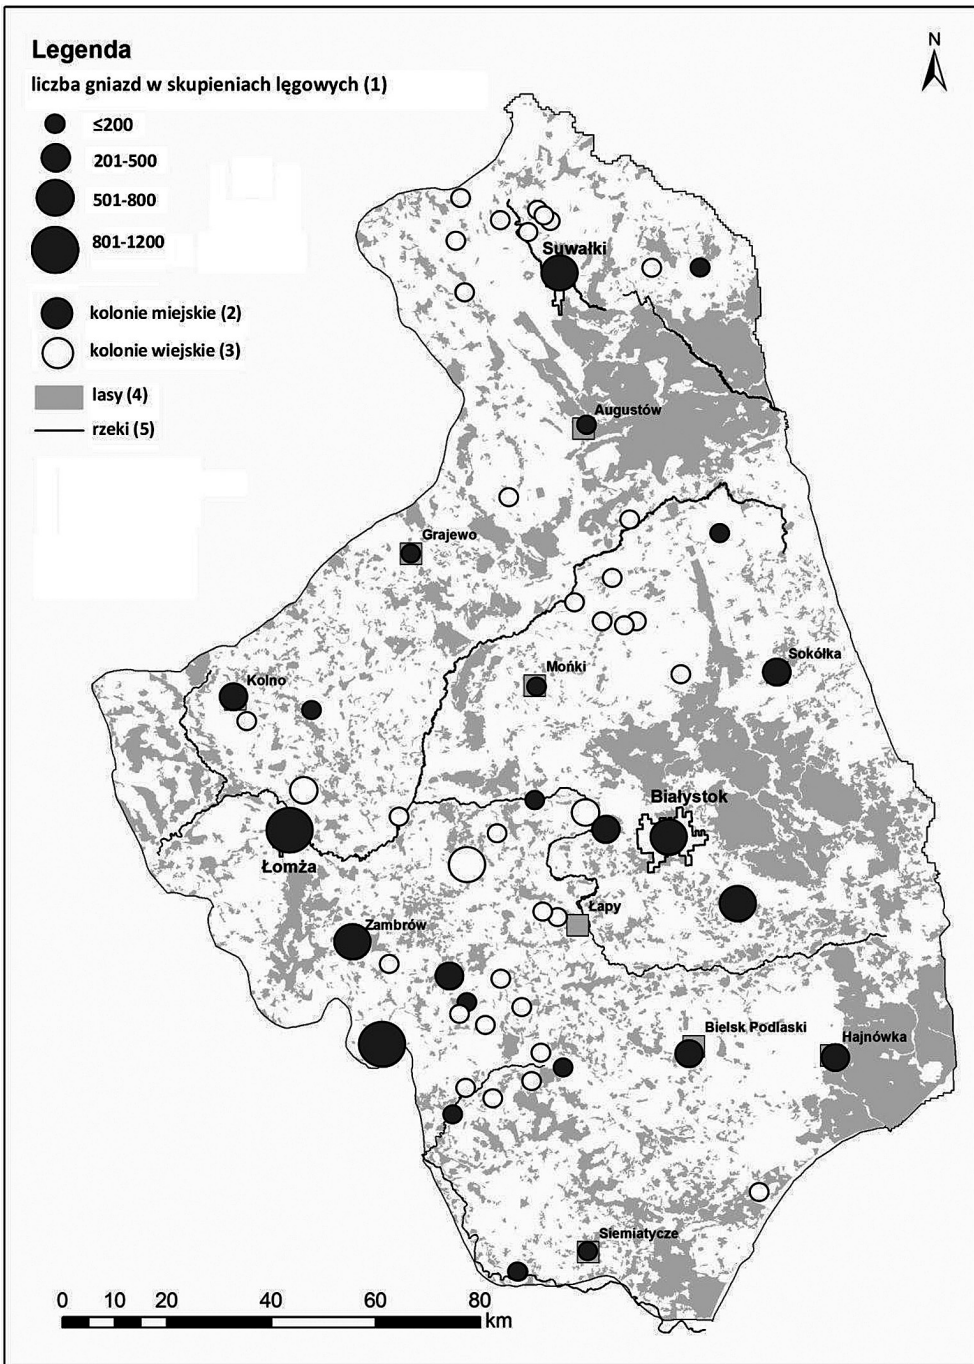 Legenda
liczba gniazd w skupieniach lęgowych (1)
≤200
201-500
501-800
801-1200
kolonie miejskie (2)
kolonie wiejskie (3)
lasy (4)
rzeki (5)
N
Suwałki
Augustów
Grajewo
Mońki
Sokółka
Kolno
Białystok
Łomża
Łapy
Zambrów
Bielsk Podlaski
Hajnówka
Siemiatycze
0 10 20 40 60 80 km